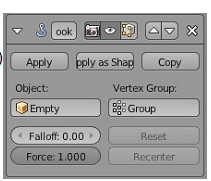 ook
Apply
pply as Shap
Copy
Object:
Vertex Group:
Empty
Group
Falloff: 0.00
Reset
Force: 1.000
Recenter